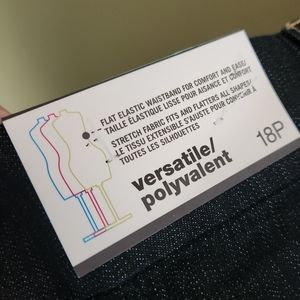 FLAT ELASTIC WAISTBAND FOR COMFORT AND EASE/
TAILLE ÉLASTIQUE LISSE POUR AISANCE ET CONFORT
STRETCH FABRIC FITS AND FLATTERS ALL SHAPES/
LE TISSU EXTENSIBLE S'AJUSTE POUR CONVENIR À
TOUTES LES SILHOUETTES
versatile/
polyvalent
18P